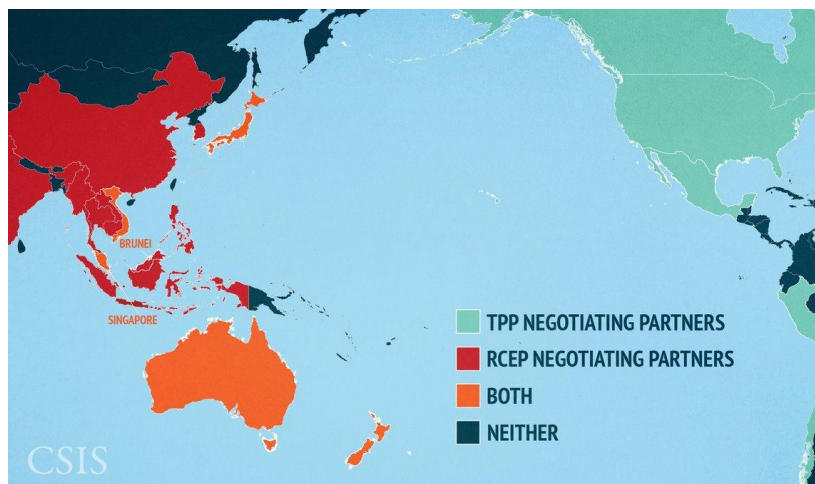 BRUNEI
SINGAPORE
TPP NEGOTIATING PARTNERS
RCEP NEGOTIATING PARTNERS
BOTH
NEITHER
CSIS